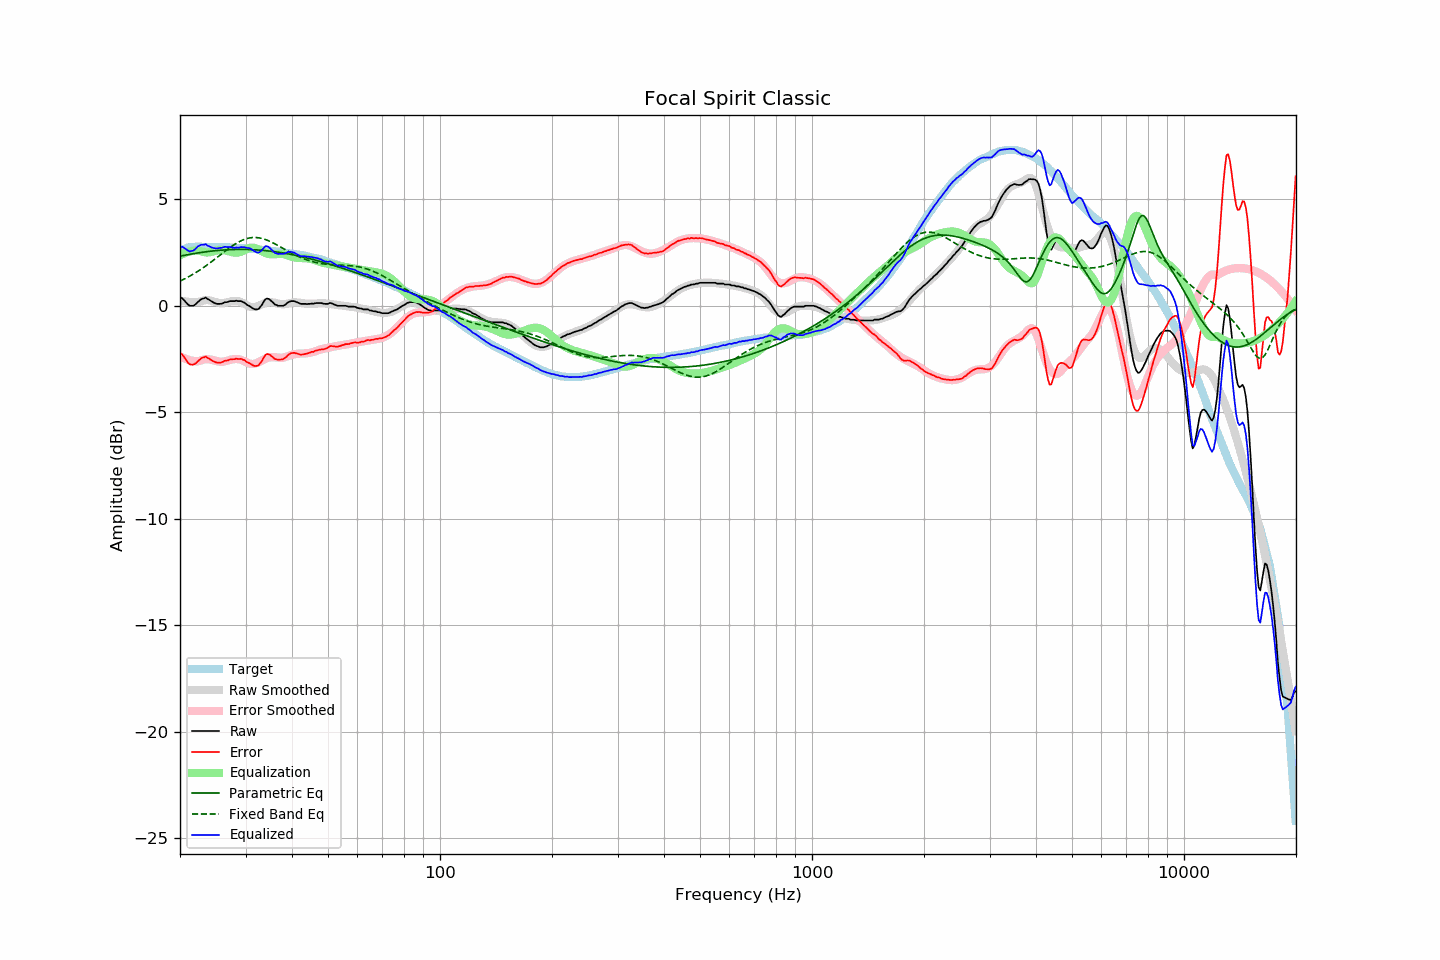 Focal Spirit Classic
Amplitude (dBr)
5
0
−5
−10
−15
−20
−25
Target
Raw Smoothed
Error Smoothed
Raw
Error
Equalization
Parametric Eq
Fixed Band Eq
Equalized
100
1000
10000
Frequency (Hz)